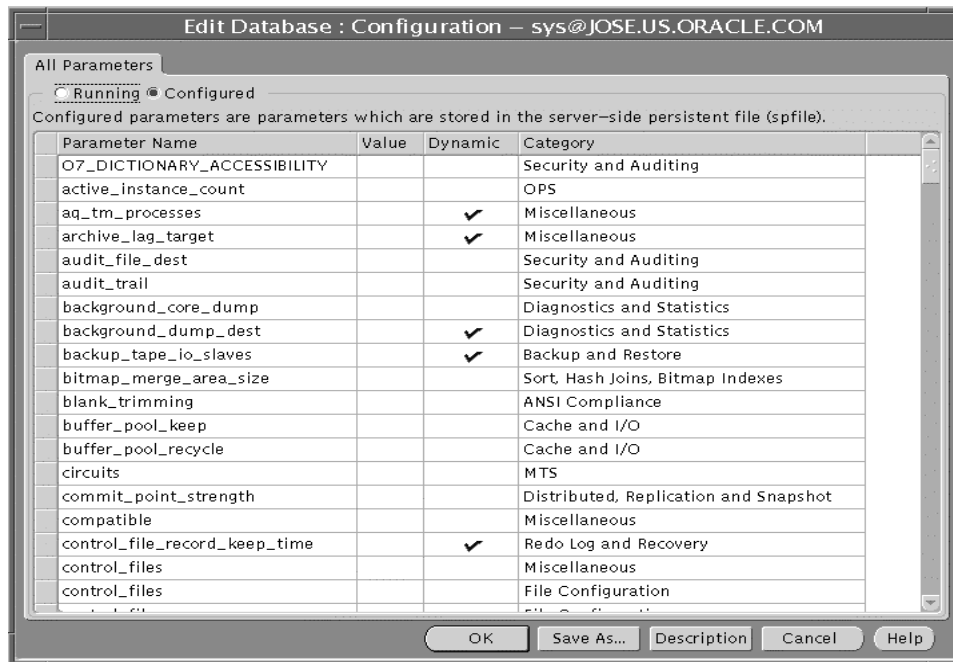 Edit Database : Configuration – sys@JOSE.US.ORACLE.COM
All Parameters
Running Configured
Configured parameters are parameters which are stored in the server–side persistent file (spfile).
Parameter Name Value Dynamic Category
O7_DICTIONARY_ACCESSIBILITY Security and Auditing
active_instance_count OPS
aq_tm_processes ✔ Miscellaneous
archive_lag_target ✔ Miscellaneous
audit_file_dest Security and Auditing
audit_trail Security and Auditing
background_core_dump Diagnostics and Statistics
background_dump_dest ✔ Diagnostics and Statistics
backup_tape_io_slaves ✔ Backup and Restore
bitmap_merge_area_size Sort, Hash Joins, Bitmap Indexes
blank_trimming ANSI Compliance
buffer_pool_keep Cache and I/O
buffer_pool_recycle Cache and I/O
circuits MTS
commit_point_strength Distributed, Replication and Snapshot
compatible Miscellaneous
control_file_record_keep_time ✔ Redo Log and Recovery
control_files Miscellaneous
control_files File Configuration
OK Save As... Description Cancel Help